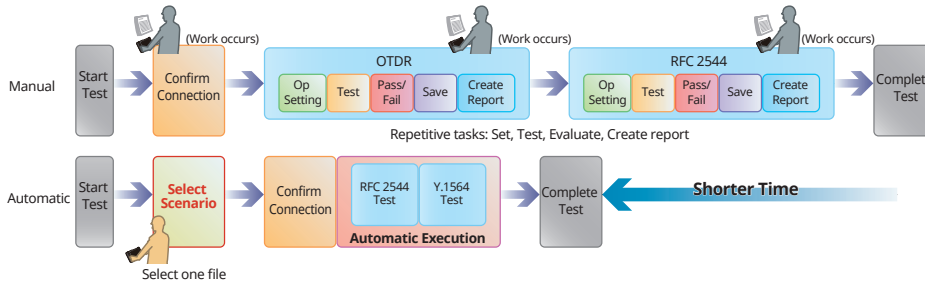 (Work occurs)
(Work occurs)
(Work occurs)
Manual
Start
Test
Confirm
Connection
OTDR
Op
Setting
Test
Pass/
Fail
Save
Create
Report
RFC 2544
Op
Setting
Test
Pass/
Fail
Save
Create
Report
Complete
Test
Repetitive tasks: Set, Test, Evaluate, Create report
Automatic
Start
Test
Select
Scenario
Confirm
Connection
RFC 2544
Test
Y.1564
Test
Automatic Execution
Complete
Test
Shorter Time
Select one file